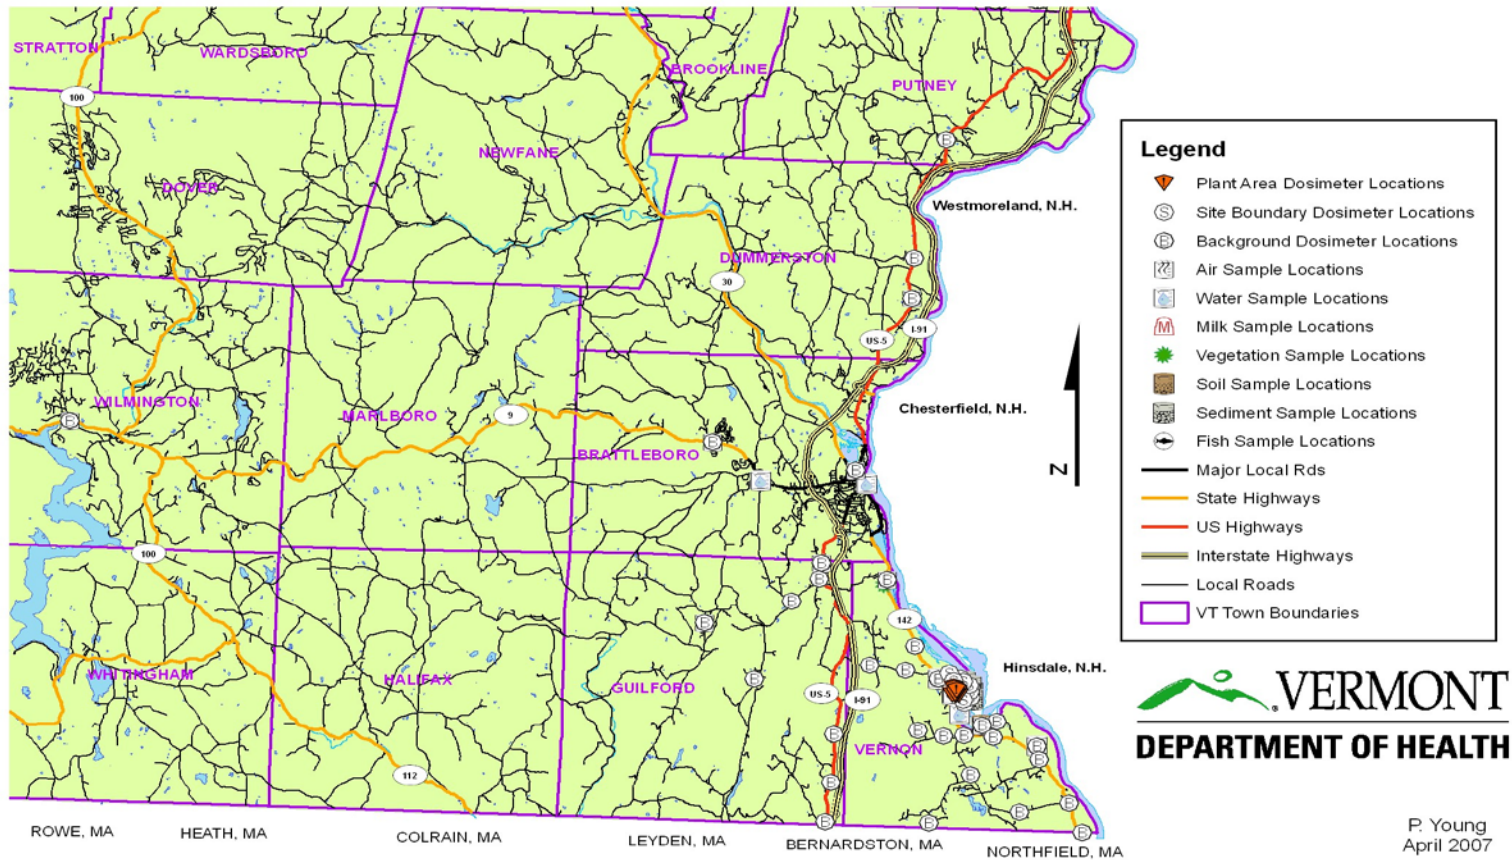 STRATTON
WARDSBORO
BROOKLINE
PUTNEY
100
NEWFANE
DOVER
Westmoreland, N.H.
DUMMERSTON
30
I-91
US-5
WILMINGTON
MARLBORO
9
Chesterfield, N.H.
BRATTLEBORO
100
142
Hinsdale, N.H.
WHITINGHAM
HALIFAX
GUILFORD
US-5
I-91
VERNON
112
ROWE, MA
HEATH, MA
COLRAIN, MA
LEYDEN, MA
BERNARDSTON, MA
NORTHFIELD, MA
N
Legend
Plant Area Dosimeter Locations
S Site Boundary Dosimeter Locations
B Background Dosimeter Locations
Air Sample Locations
Water Sample Locations
M Milk Sample Locations
Vegetation Sample Locations
Soil Sample Locations
Sediment Sample Locations
Fish Sample Locations
Major Local Rds
State Highways
US Highways
Interstate Highways
Local Roads
VT Town Boundaries
VERMONT
DEPARTMENT OF HEALTH
P. Young
April 2007